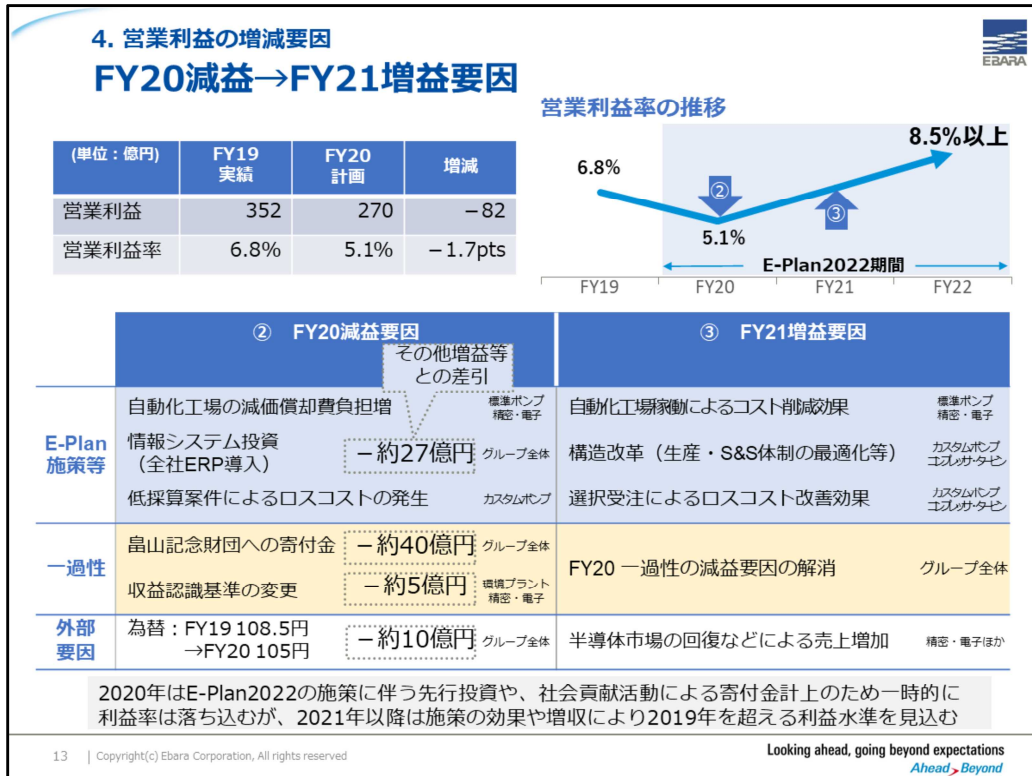 4. 営業利益の増減要因
FY20減益→FY21増益要因
EBARA
営業利益率の推移
(単位:億円) FY19 実績 FY20 計画 増減
営業利益 352 270 -82
営業利益率 6.8% 5.1% -1.7pts
6.8%
②
5.1%
③
8.5%以上
E-Plan2022期間
FY19 FY20 FY21 FY22
② FY20減益要因 ③ FY21増益要因
その他増益等
との差引
E-Plan
施策等
自動化工場の減価償却費負担増 標準ポンプ 精密・電子
情報システム投資
(全社ERP導入) -約27億円 グループ全体
低採算案件によるロスコストの発生 カスタムポンプ
自動化工場稼働によるコスト削減効果 標準ポンプ 精密・電子
構造改革(生産・S&S体制の最適化等) カスタムポンプ コンプレッサ・タービン
選択受注によるロスコスト改善効果 カスタムポンプ コンプレッサ・タービン
一過性
畠山記念財団への寄付金 -約40億円 グループ全体
収益認識基準の変更 -約5億円 環境プラント 精密・電子
FY20 一過性の減益要因の解消 グループ全体
外部
要因
為替:FY19 108.5円
→FY20 105円 -約10億円 グループ全体
半導体市場の回復などによる売上増加 精密・電子ほか
2020年はE-Plan2022の施策に伴う先行投資や、社会貢献活動による寄付金計上のため一時的に
利益率は落ち込むが、2021年以降は施策の効果や増収により2019年を超える利益水準を見込む
13 | Copyright(c) Ebara Corporation, All rights reserved
Looking ahead, going beyond expectations
Ahead Beyond